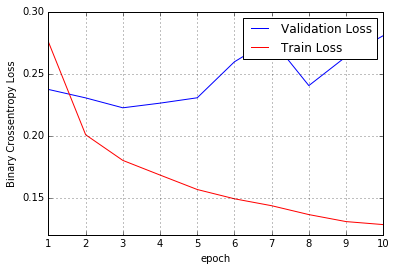 0.30
0.25
0.20
0.15
Binary Crossentropy Loss
Validation Loss
Train Loss
1 2 3 4 5 6 7 8 9 10
epoch